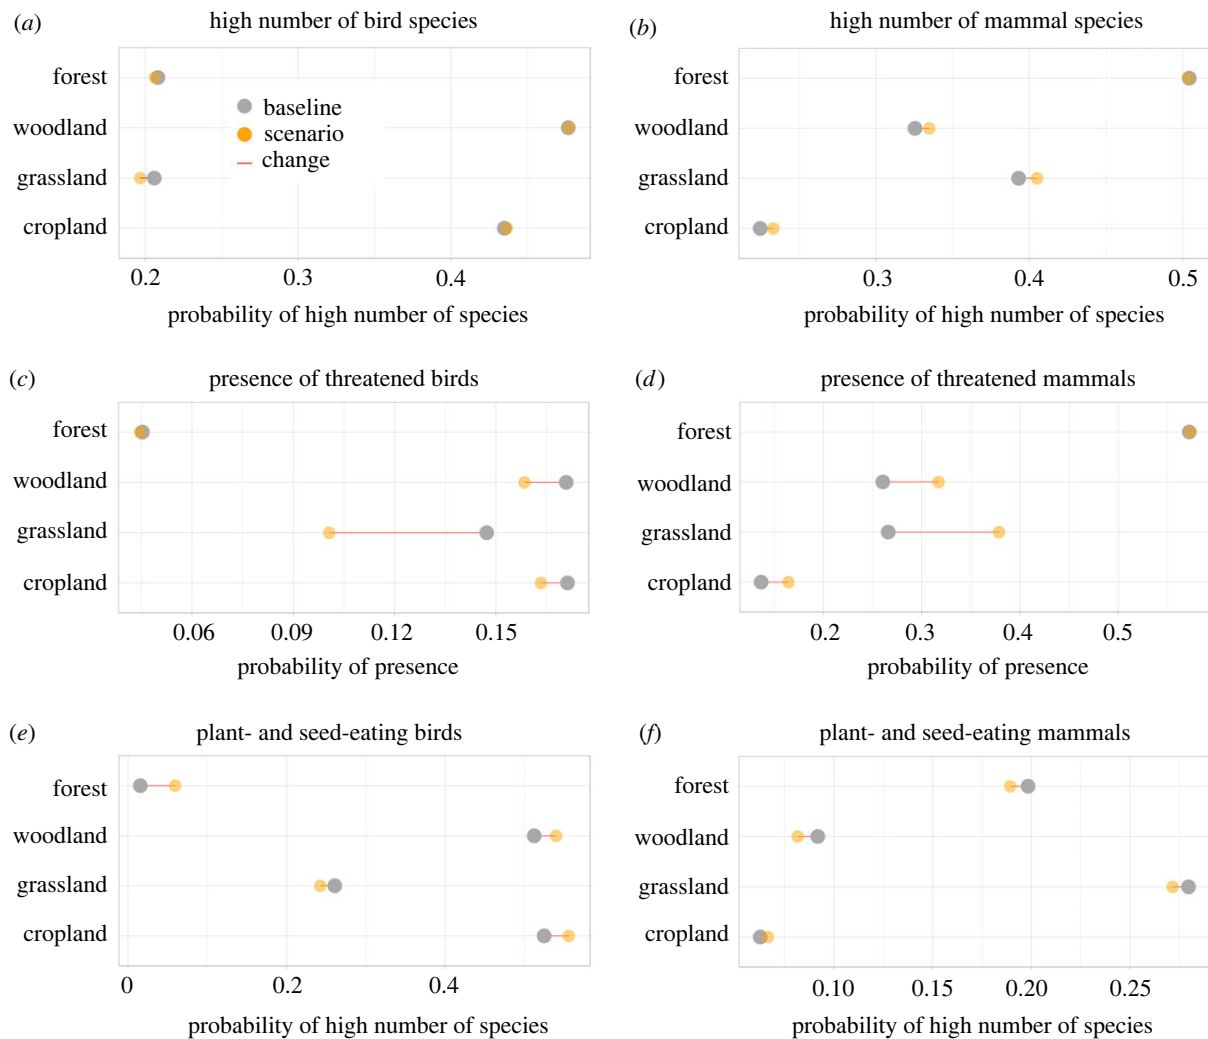 (a) high number of bird species
forest
woodland
grassland
cropland
baseline
scenario
change
0.2 0.3 0.4
probability of high number of species
(b) high number of mammal species
forest
woodland
grassland
cropland
0.3 0.4 0.5
probability of high number of species
(c) presence of threatened birds
forest
woodland
grassland
cropland
0.06 0.09 0.12 0.15
probability of presence
(d) presence of threatened mammals
forest
woodland
grassland
cropland
0.2 0.3 0.4 0.5
probability of presence
(e) plant- and seed-eating birds
forest
woodland
grassland
cropland
0 0.2 0.4
probability of high number of species
(f) plant- and seed-eating mammals
forest
woodland
grassland
cropland
0.10 0.15 0.20 0.25
probability of high number of species